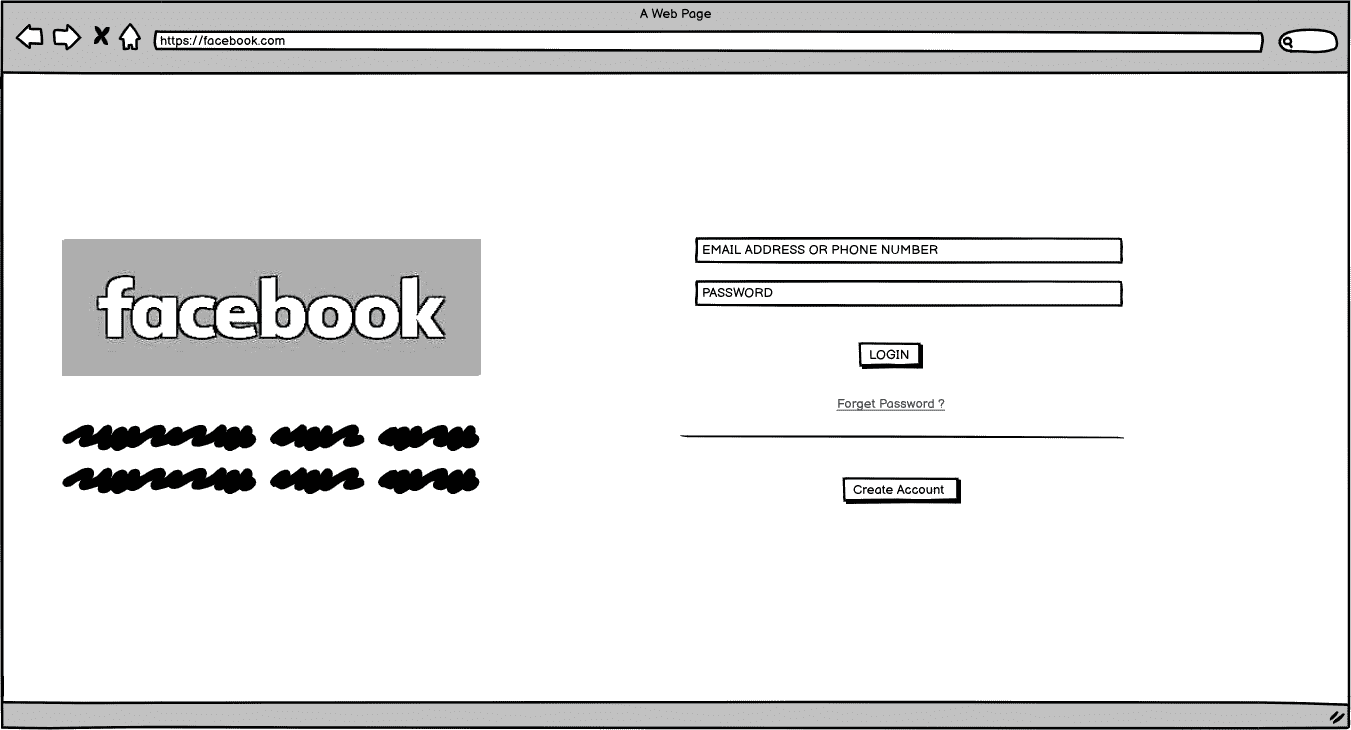 A Web Page
https://facebook.com
facebook
EMAIL ADDRESS OR PHONE NUMBER
PASSWORD
LOGIN
Forget Password ?
Create Account